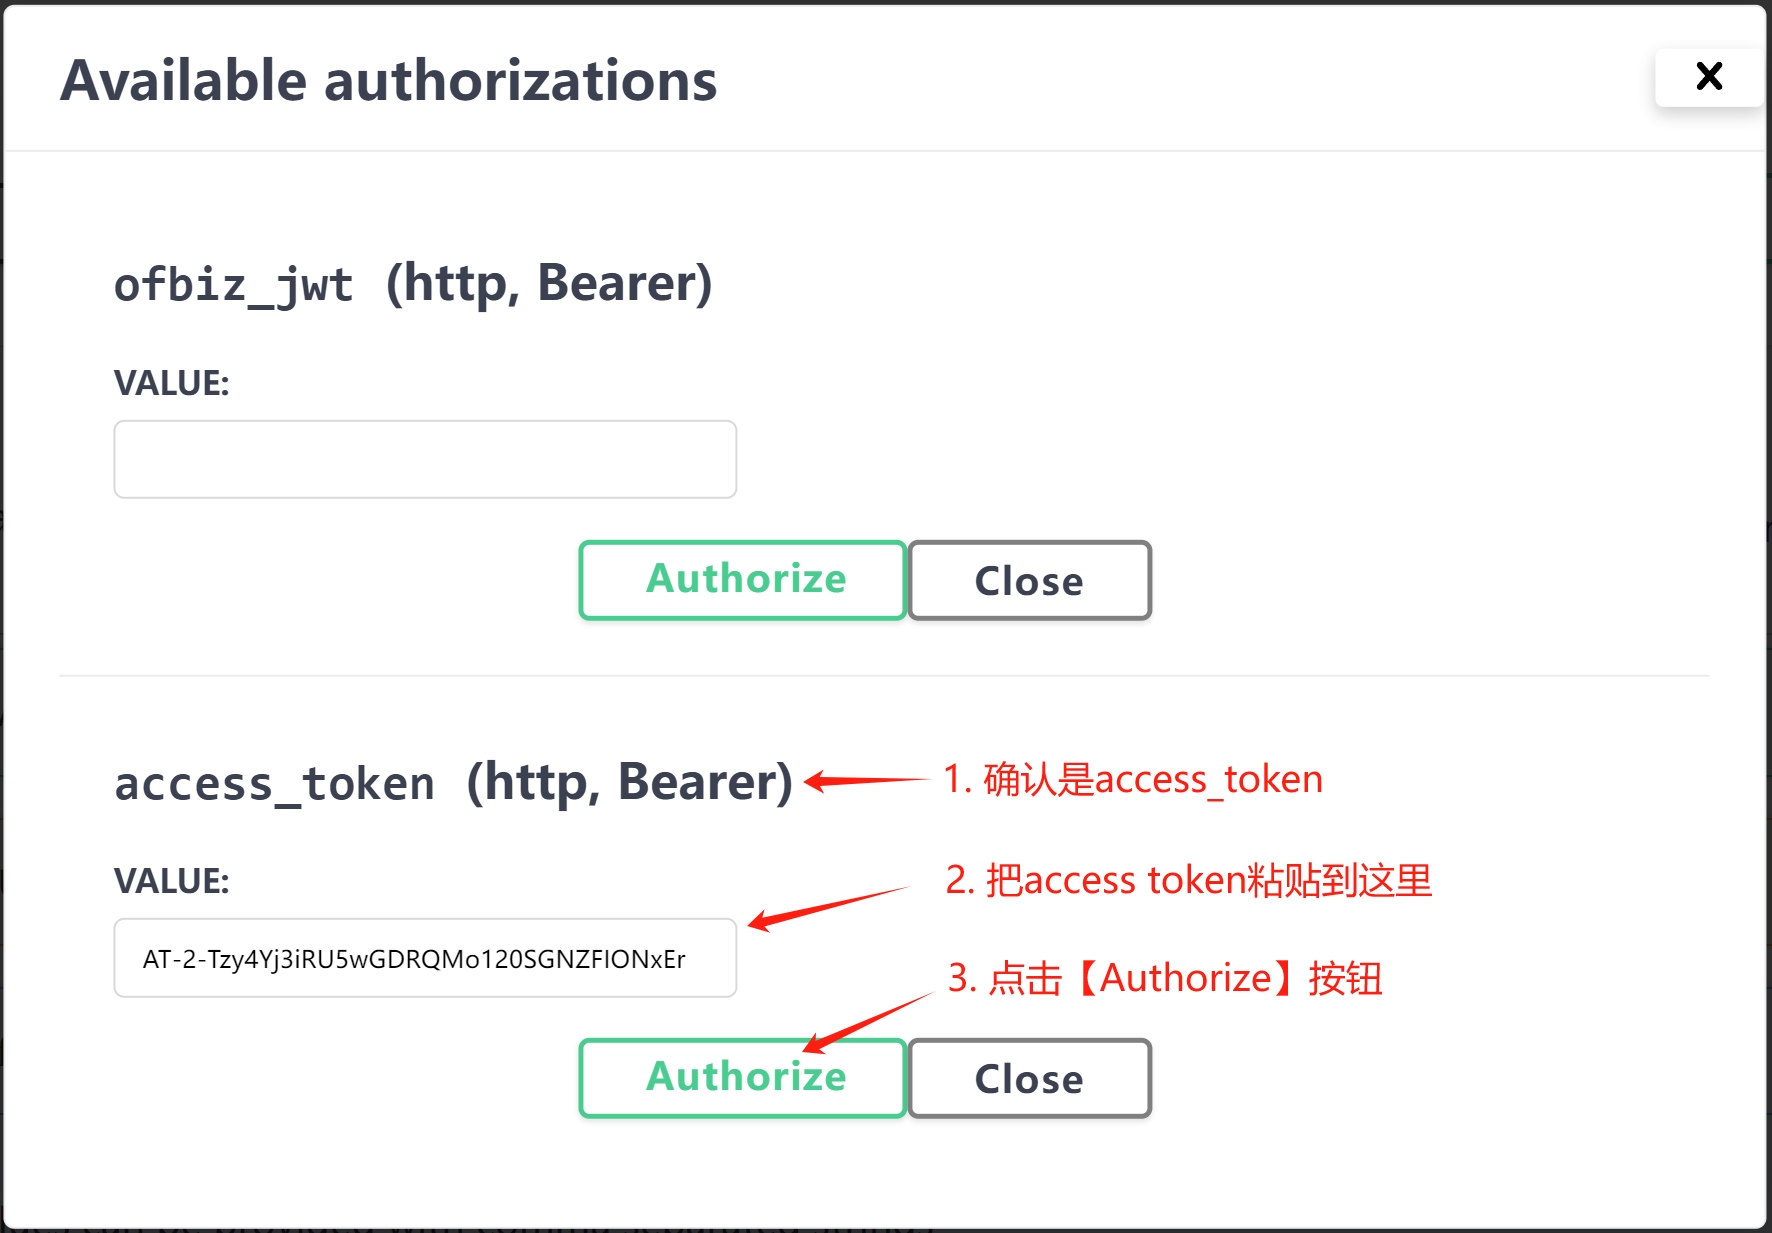 Available authorizations
X
ofbiz_jwt (http, Bearer)
VALUE:
Authorize
Close
access_token (http, Bearer)
1. 确认是access_token
VALUE:
2. 把access token粘贴到这里
AT-2-Tzy4Yj3iRU5wGDRQMo120SGNZFIONxEr
3. 点击【Authorize】按钮
Authorize
Close